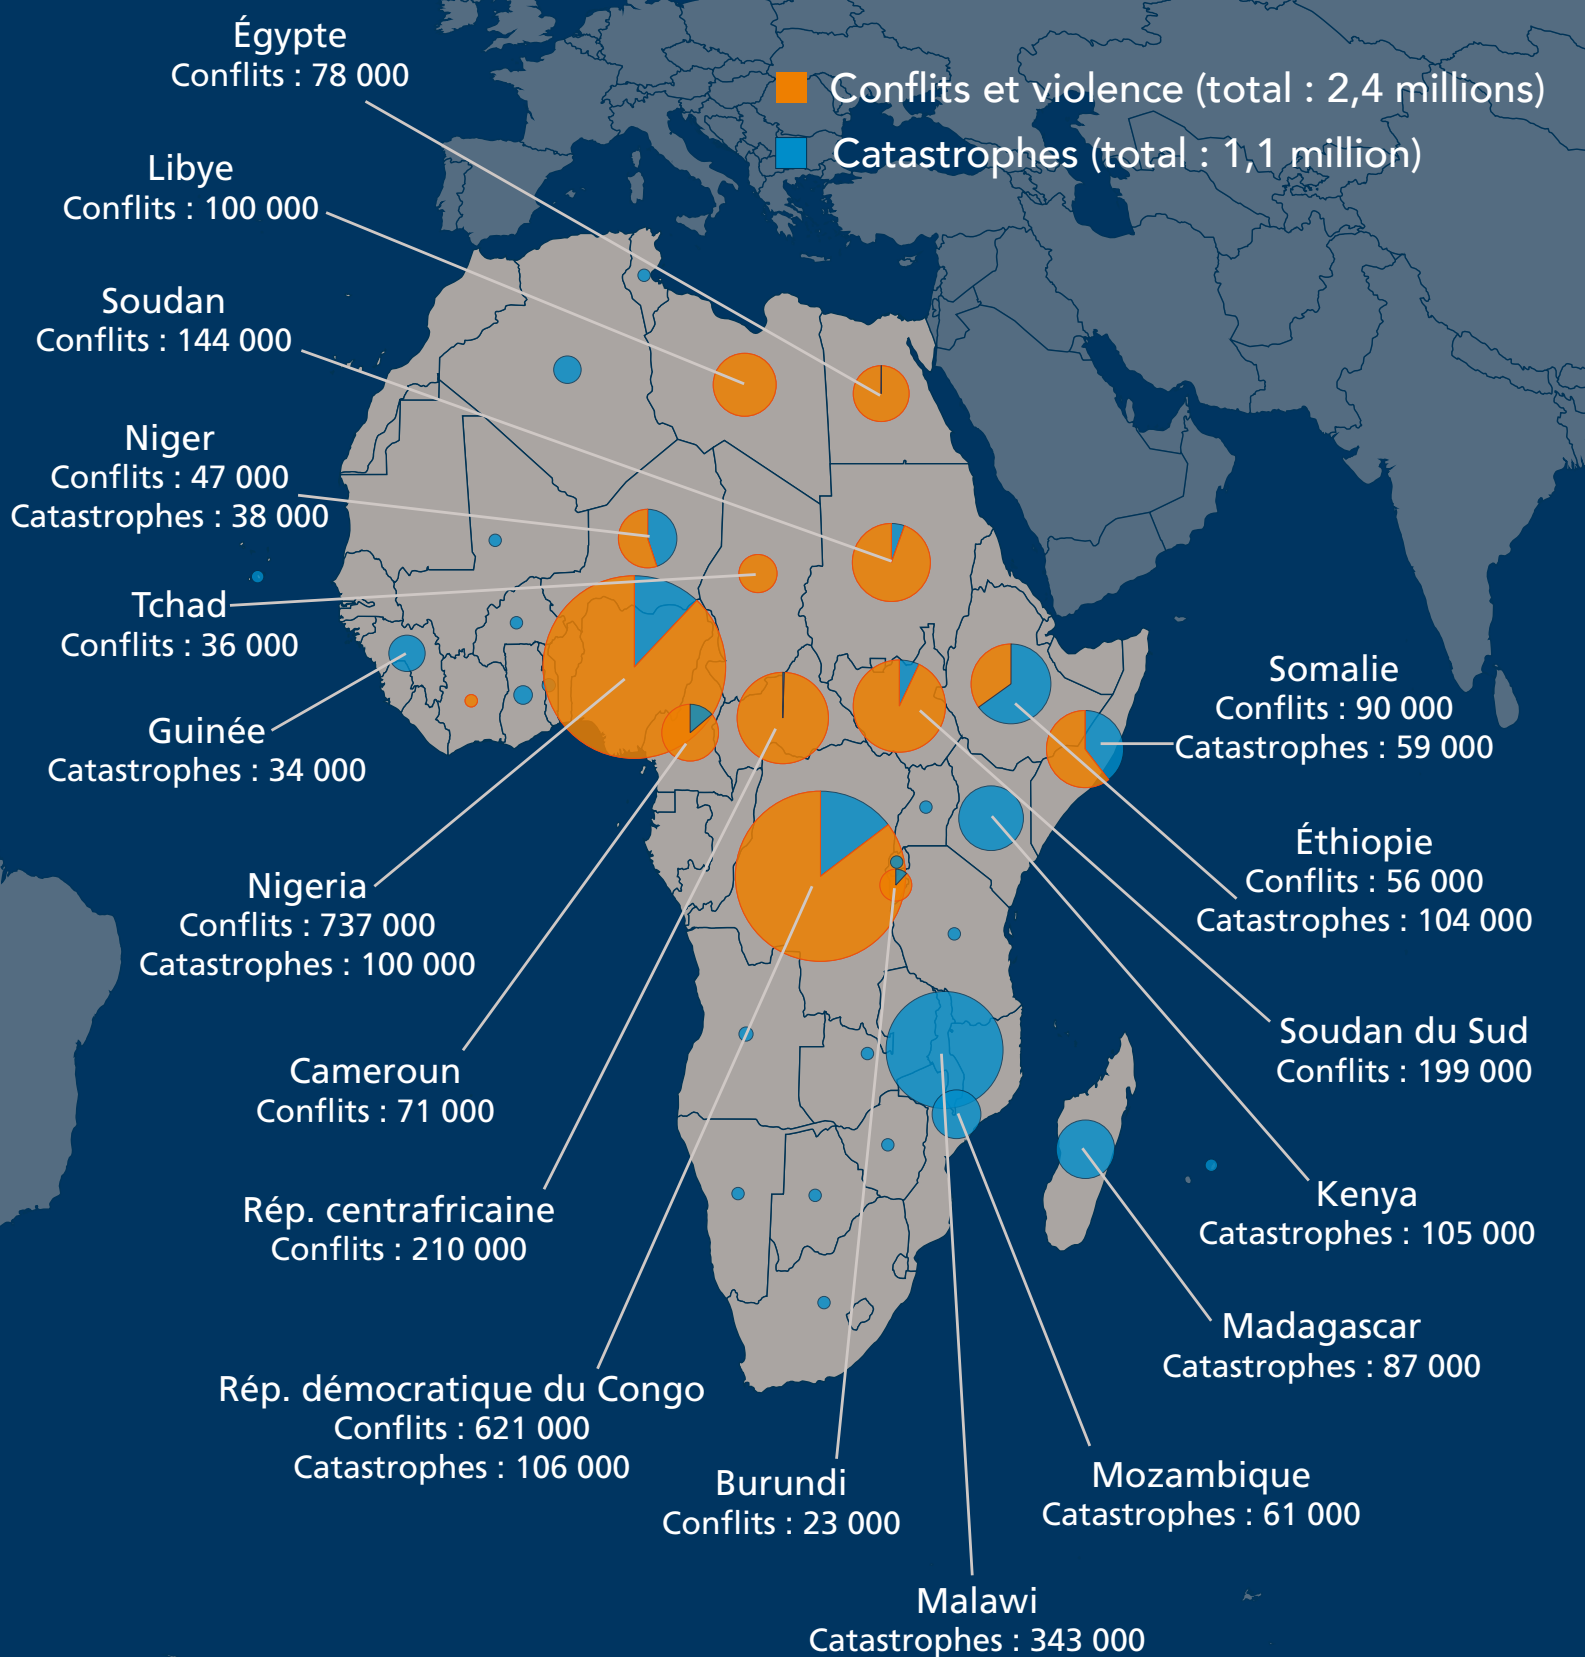 Égypte
Conflits : 78 000
Conflits et violence (total : 2,4 millions)
Catastrophes (total : 1,1 million)
Libye
Conflits : 100 000
Soudan
Conflits : 144 000
Niger
Conflits : 47 000
Catastrophes : 38 000
Tchad
Conflits : 36 000
Guinée
Catastrophes : 34 000
Nigeria
Conflits : 737 000
Catastrophes : 100 000
Cameroun
Conflits : 71 000
Rép. centrafricaine
Conflits : 210 000
Rép. démocratique du Congo
Conflits : 621 000
Catastrophes : 106 000
Burundi
Conflits : 23 000
Malawi
Catastrophes : 343 000
Mozambique
Catastrophes : 61 000
Madagascar
Catastrophes : 87 000
Kenya
Catastrophes : 105 000
Soudan du Sud
Conflits : 199 000
Éthiopie
Conflits : 56 000
Catastrophes : 104 000
Somalie
Conflits : 90 000
Catastrophes : 59 000